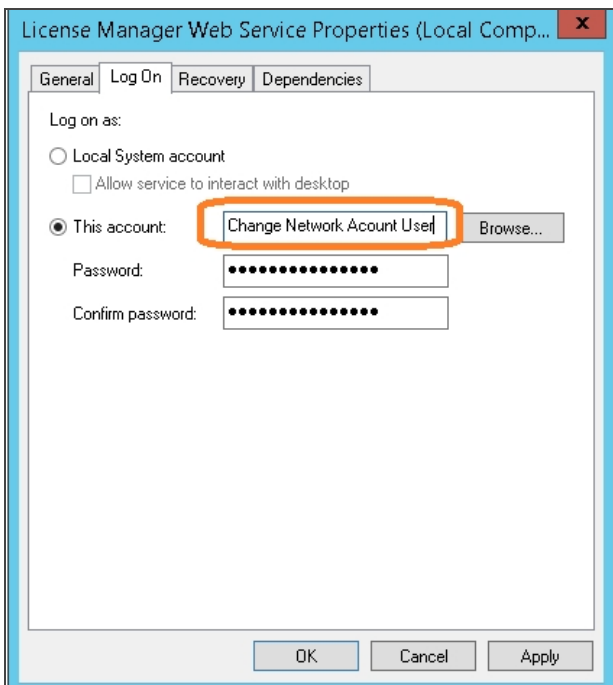 License Manager Web Service Properties (Local Comp... x
General Log On Recovery Dependencies
Log on as:
Local System account
Allow service to interact with desktop
This account: Change Network Acount User Browse...
Password: ●●●●●●●●●●●●●●●
Confirm password: ●●●●●●●●●●●●●●●
OK Cancel Apply